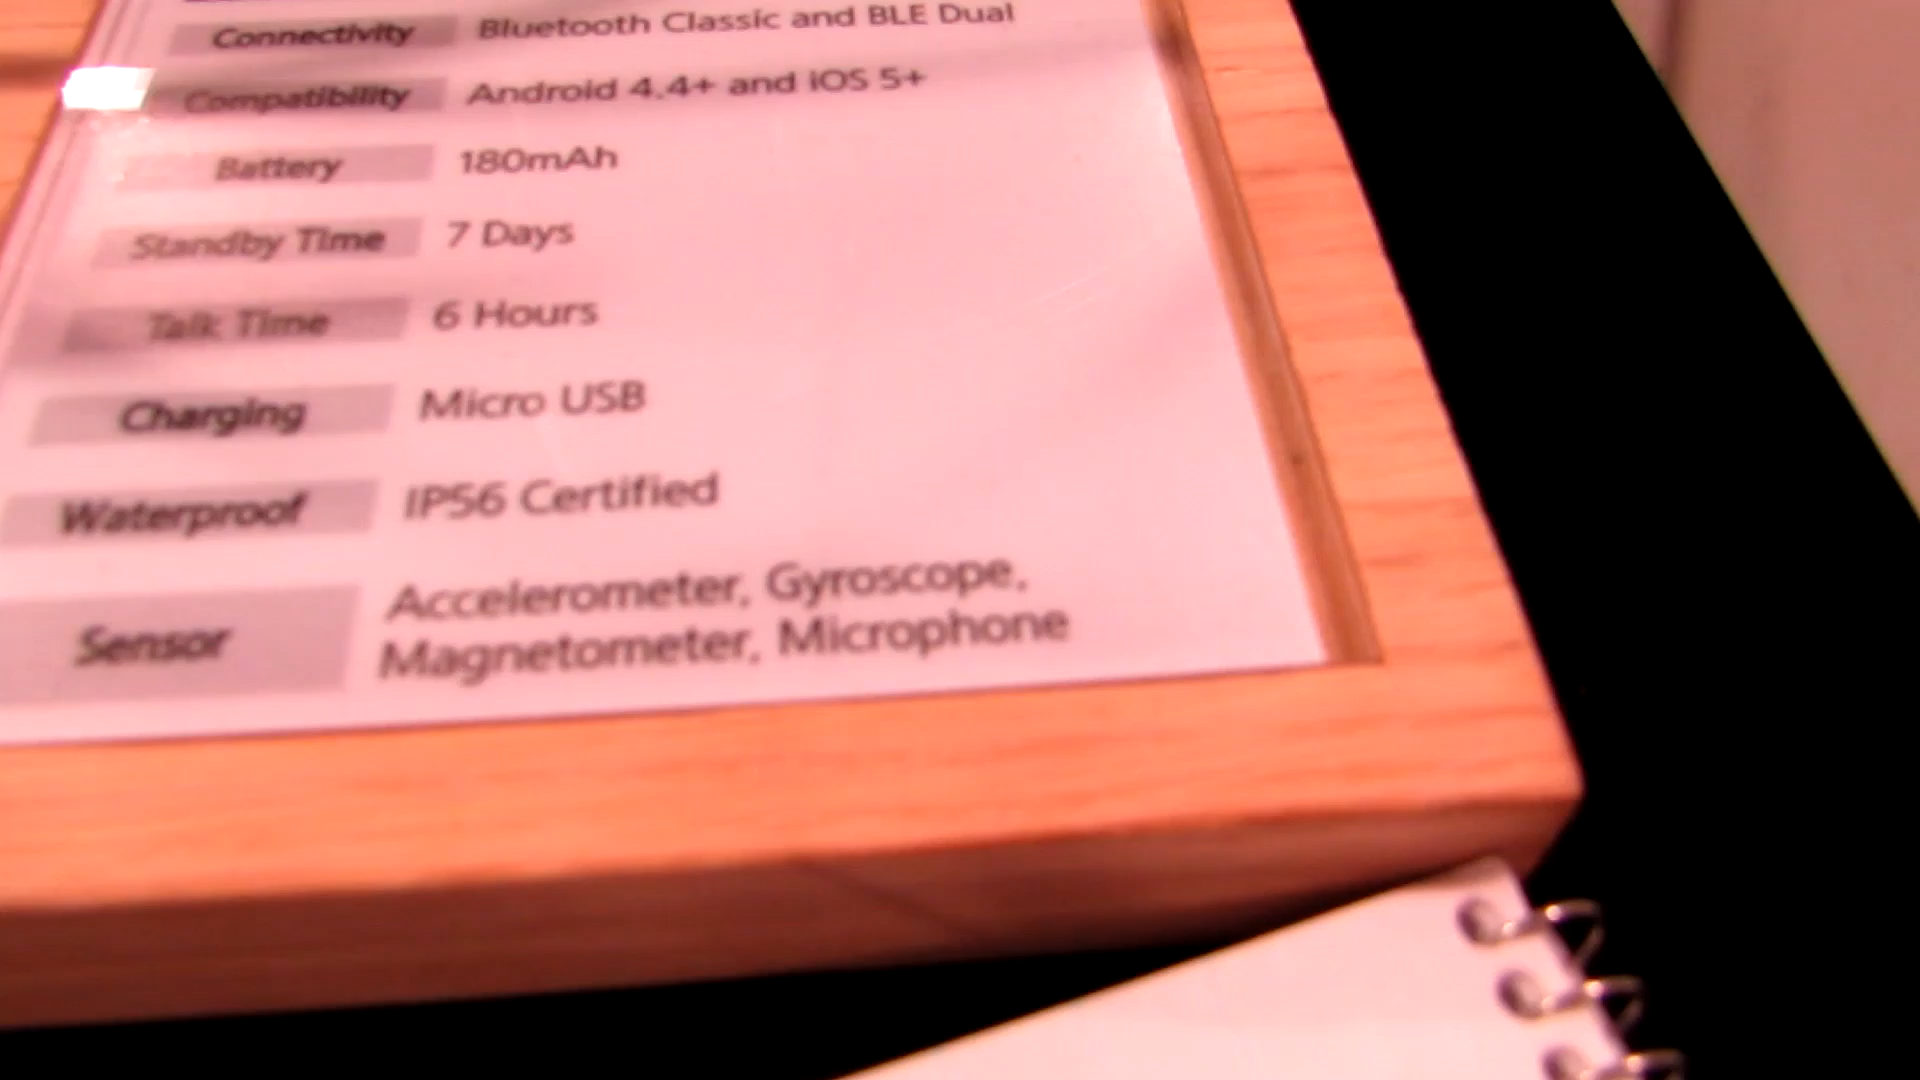 Connectivity Bluetooth Classic and BLE Dual
Compatibility Android 4.4+ and iOS 5+
Battery 180mAh
Standby Time 7 Days
Talk Time 6 Hours
Charging Micro USB
Waterproof IP56 Certified
Sensor Accelerometer, Gyroscope,
Magnetometer, Microphone